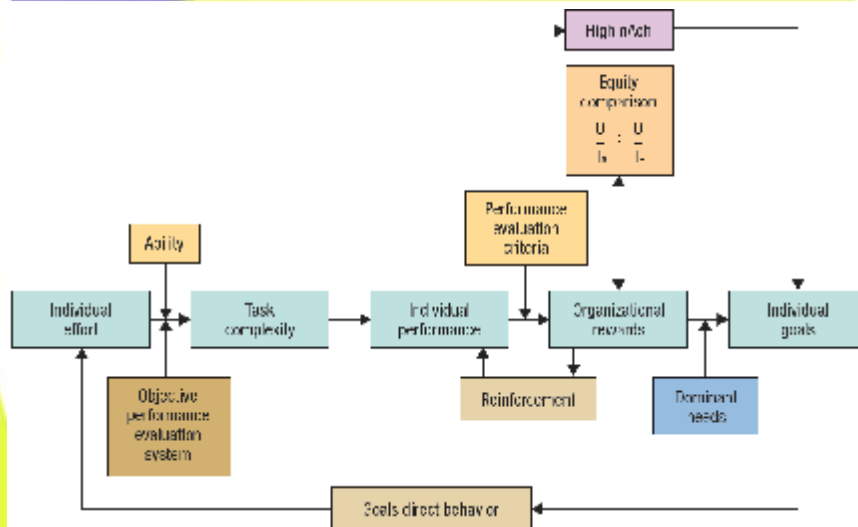 High nAch
Equity
comparison
Performance
evaluation
criteria
Ability
Individual
effort
Task
complexity
Individual
performance
Organizational
rewards
Individual
goals
Objective
performance
evaluation
system
Reinforcement
Dominant
needs
Goals direct behavior